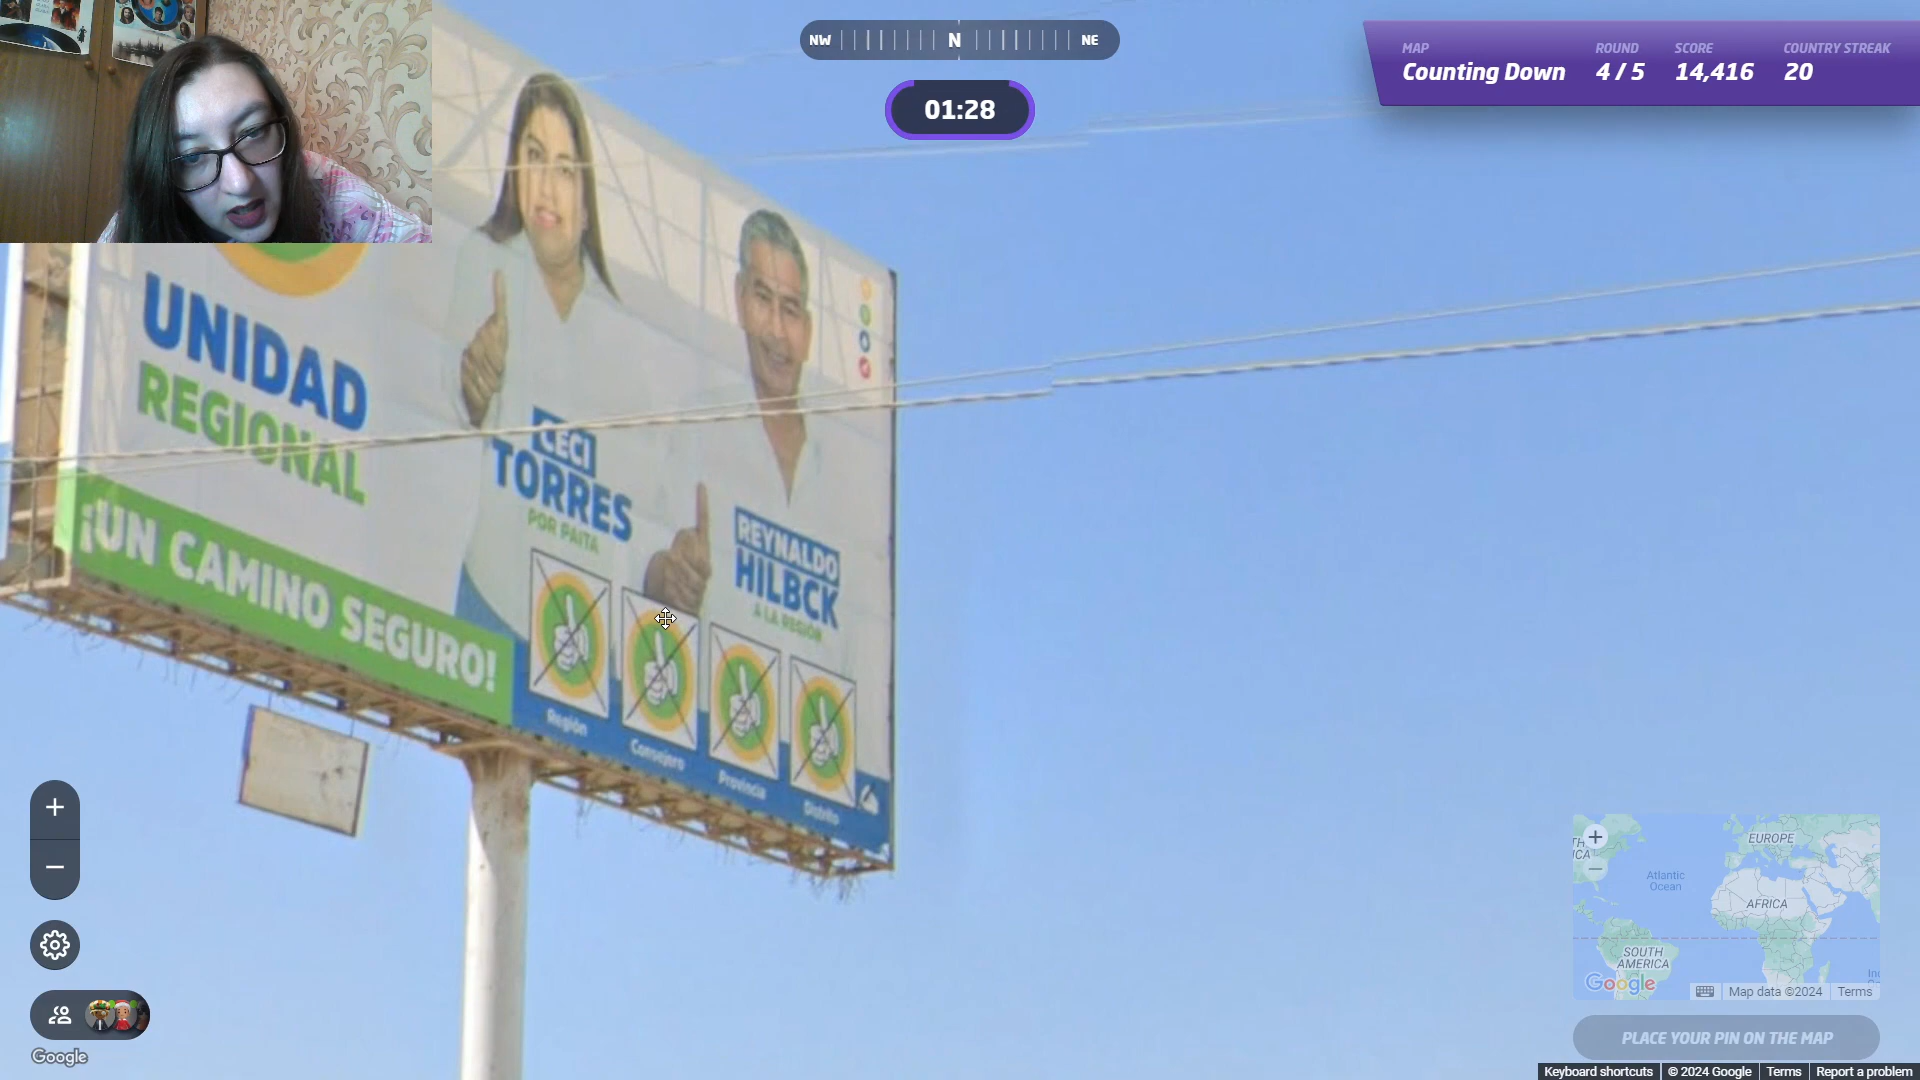 NW N NE
01:28
MAP ROUND SCORE COUNTRY STREAK
Counting Down 4 / 5 14,416 20
UNIDAD
REGIONAL
¡UN CAMINO SEGURO!
CECI
TORRES
POR PAITA
REYNALDO
HILBCK
A LA REGIÓN
Región
Consejero
Provincia
Distrito
EUROPE
Atlantic
Ocean
AFRICA
SOUTH
AMERICA
Google
Map data ©2024 Terms
PLACE YOUR PIN ON THE MAP
Google
Keyboard shortcuts © 2024 Google Terms Report a problem